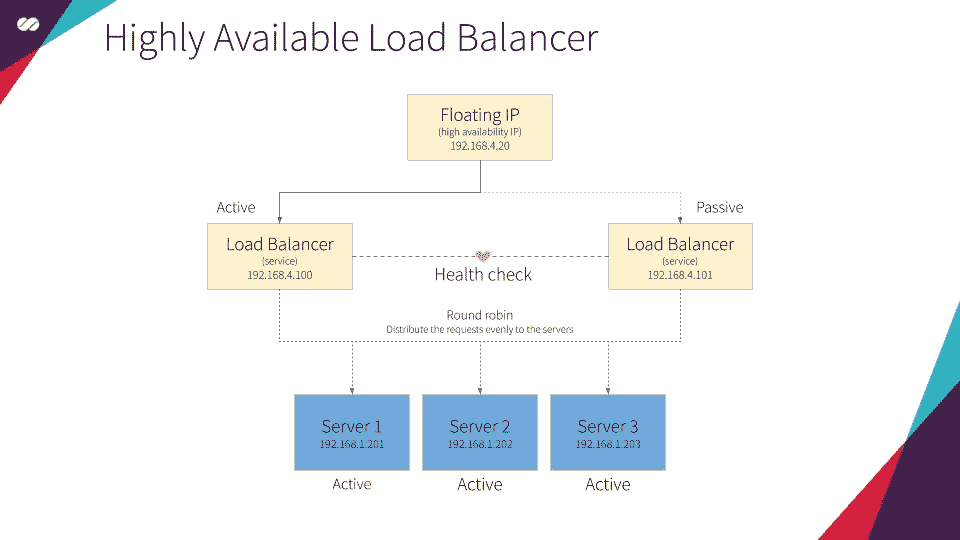 Highly Available Load Balancer
Floating IP
(high availability IP)
192.168.4.20
Active
Passive
Load Balancer
(service)
192.168.4.100
Health check
Load Balancer
(service)
192.168.4.101
Round robin
Distribute the requests evenly to the servers
Server 1
192.168.1.201
Server 2
192.168.1.202
Server 3
192.168.1.203
Active
Active
Active